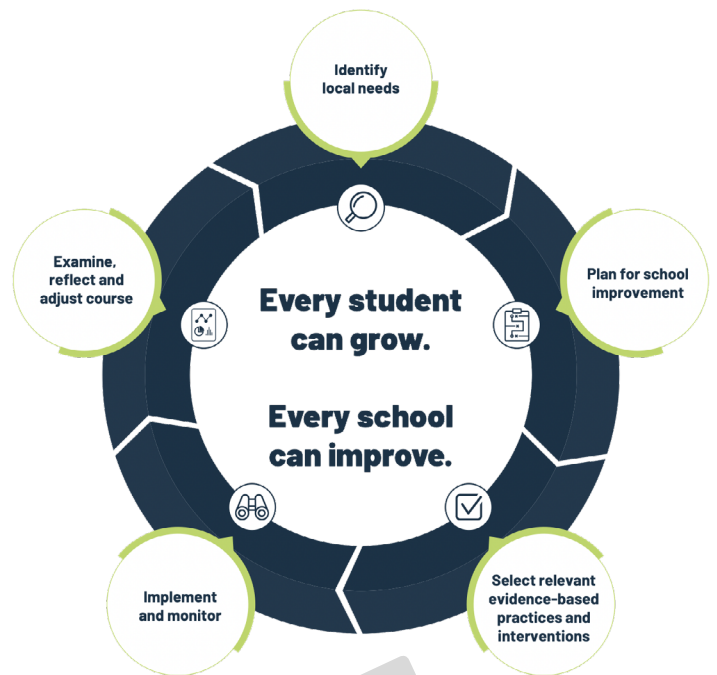 Identify
local needs
Plan for school
improvement
Select relevant
evidence-based
practices and
interventions
Implement
and monitor
Examine,
reflect and
adjust course
Every student
can grow.
Every school
can improve.